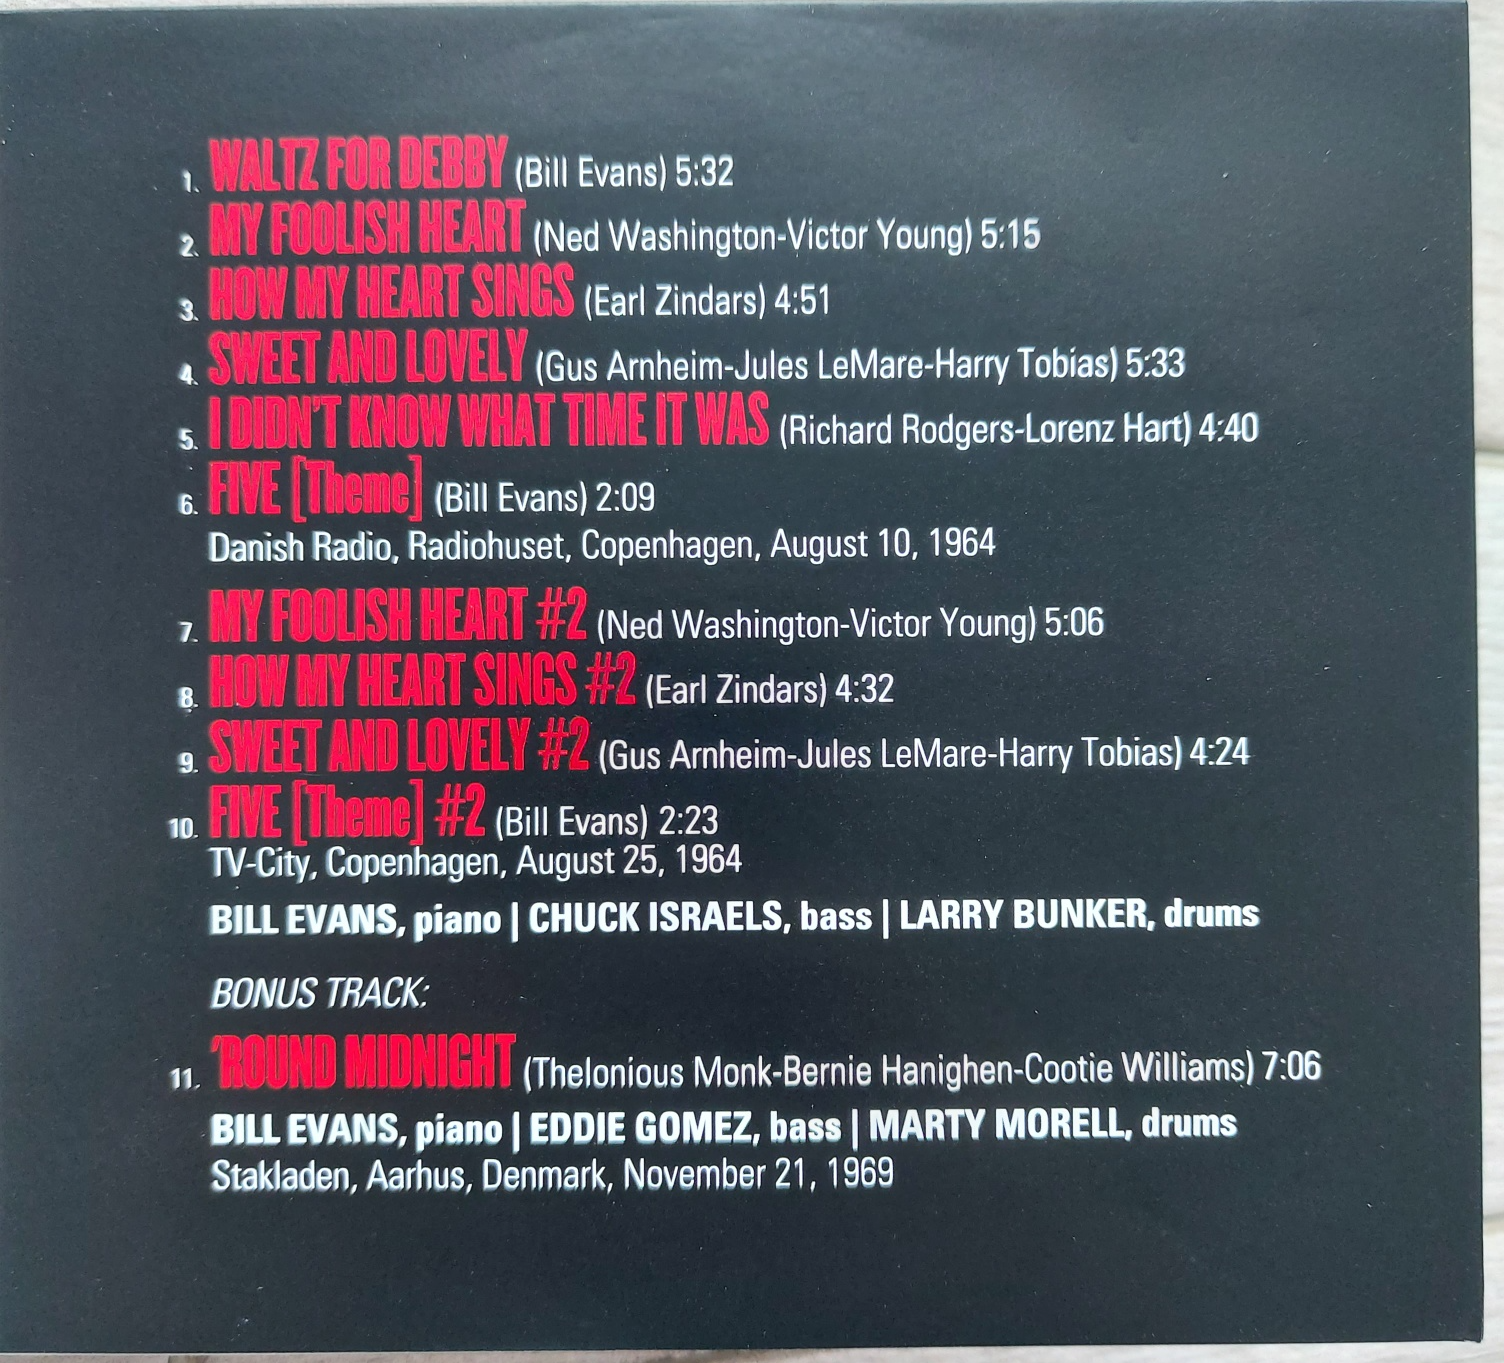 1. WALTZ FOR DEBBY (Bill Evans) 5:32
2. MY FOOLISH HEART (Ned Washington-Victor Young) 5:15
3. HOW MY HEART SINGS (Earl Zindars) 4:51
4. SWEET AND LOVELY (Gus Arnheim-Jules LeMare-Harry Tobias) 5:33
5. I DIDN'T KNOW WHAT TIME IT WAS (Richard Rodgers-Lorenz Hart) 4:40
6. FIVE [Theme] (Bill Evans) 2:09
Danish Radio, Radiohuset, Copenhagen, August 10, 1964
7. MY FOOLISH HEART #2 (Ned Washington-Victor Young) 5:06
8. HOW MY HEART SINGS #2 (Earl Zindars) 4:32
9. SWEET AND LOVELY #2 (Gus Arnheim-Jules LeMare-Harry Tobias) 4:24
10. FIVE [Theme] #2 (Bill Evans) 2:23
TV-City, Copenhagen, August 25, 1964
BILL EVANS, piano | CHUCK ISRAELS, bass | LARRY BUNKER, drums
BONUS TRACK:
11. 'ROUND MIDNIGHT (Thelonious Monk-Bernie Hanighen-Cootie Williams) 7:06
BILL EVANS, piano | EDDIE GOMEZ, bass | MARTY MORELL, drums
Stakladen, Aarhus, Denmark, November 21, 1969